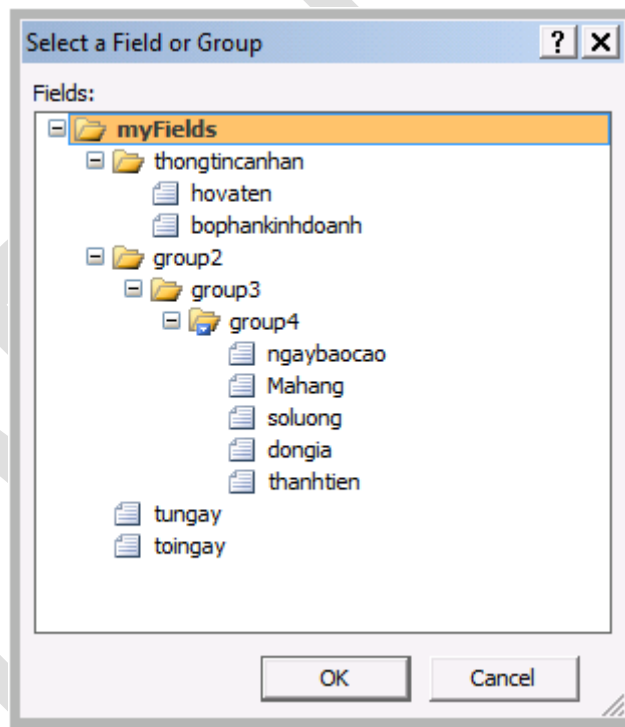 Select a Field or Group
Fields:
myFields
thongtincanhan
hovaten
bophankinhdoanh
group2
group3
group4
ngaybaocao
Mahang
soluong
dongia
thanhtien
tungay
toingay
OK Cancel